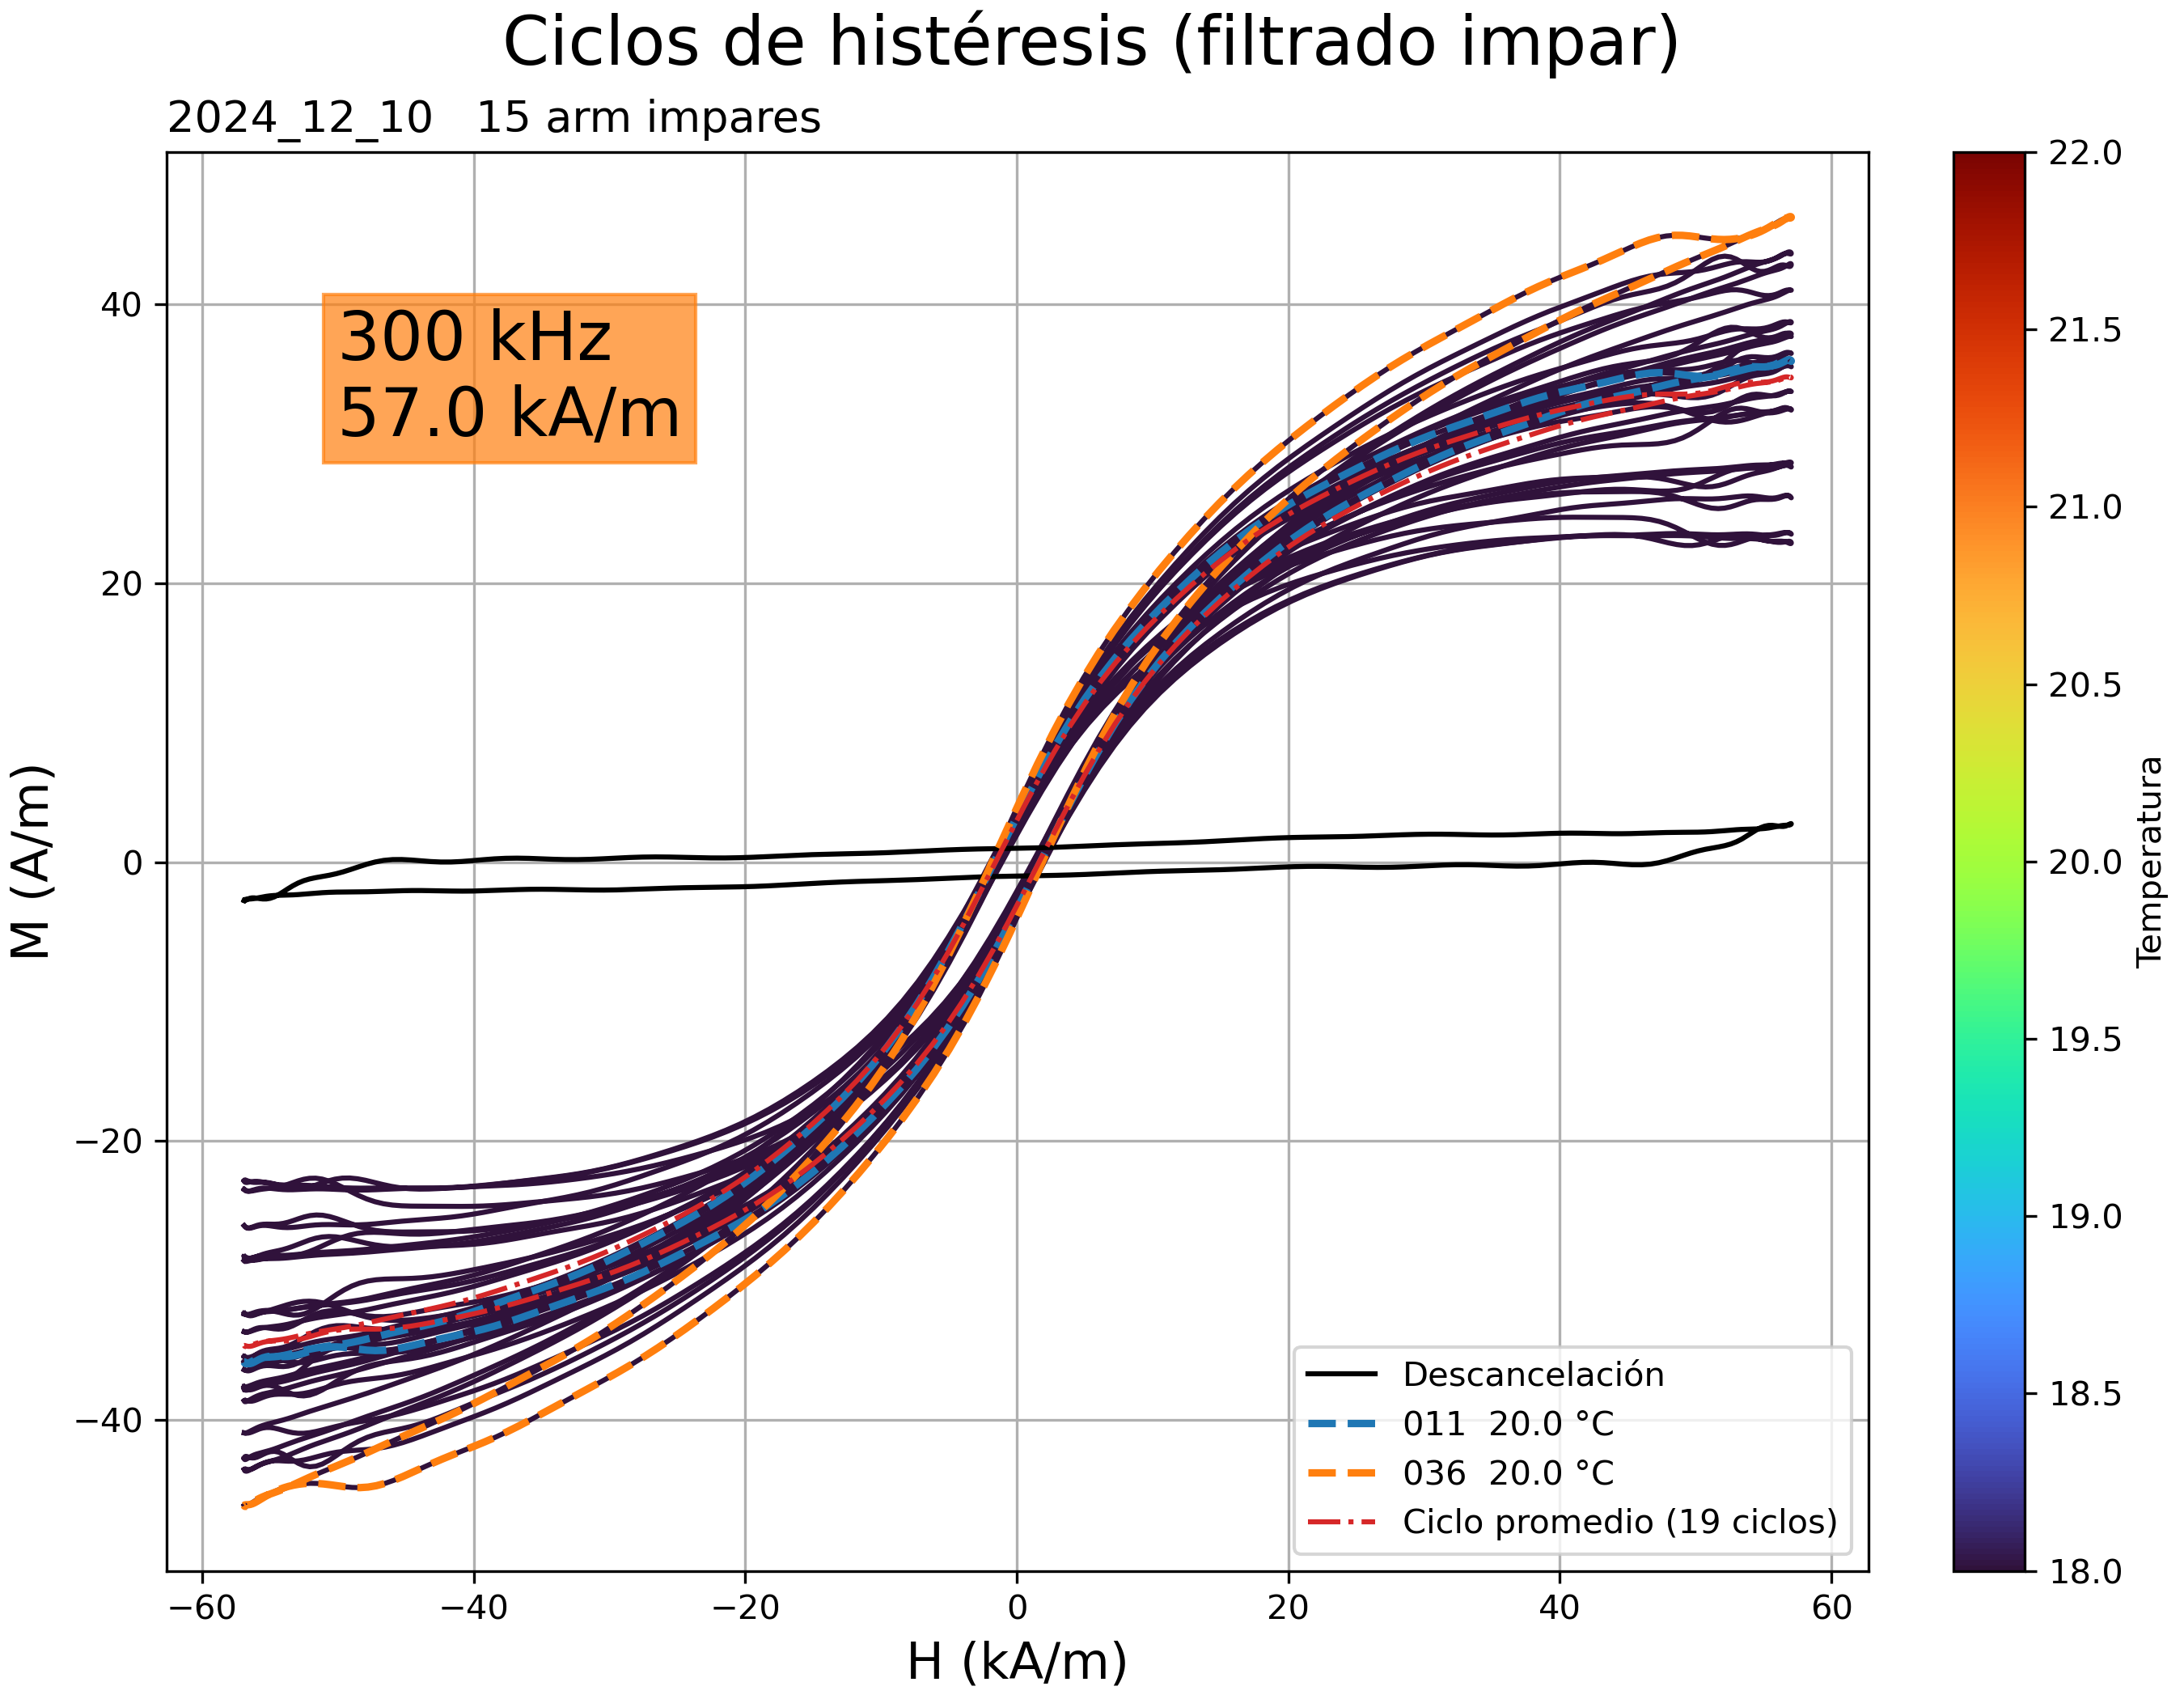 Ciclos de histéresis (filtrado impar)
2024_12_10   15 arm impares
300 kHz
57.0 kA/m
40
20
0
−20
−40
M (A/m)
−60
−40
−20
0
20
40
60
H (kA/m)
Descancelación
011  20.0 °C
036  20.0 °C
Ciclo promedio (19 ciclos)
22.0
21.5
21.0
20.5
20.0
19.5
19.0
18.5
18.0
Temperatura